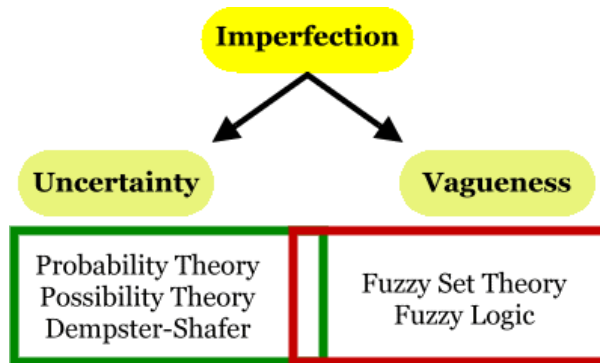 Imperfection
Uncertainty
Vagueness
Probability Theory
Possibility Theory
Dempster-Shafer
Fuzzy Set Theory
Fuzzy Logic